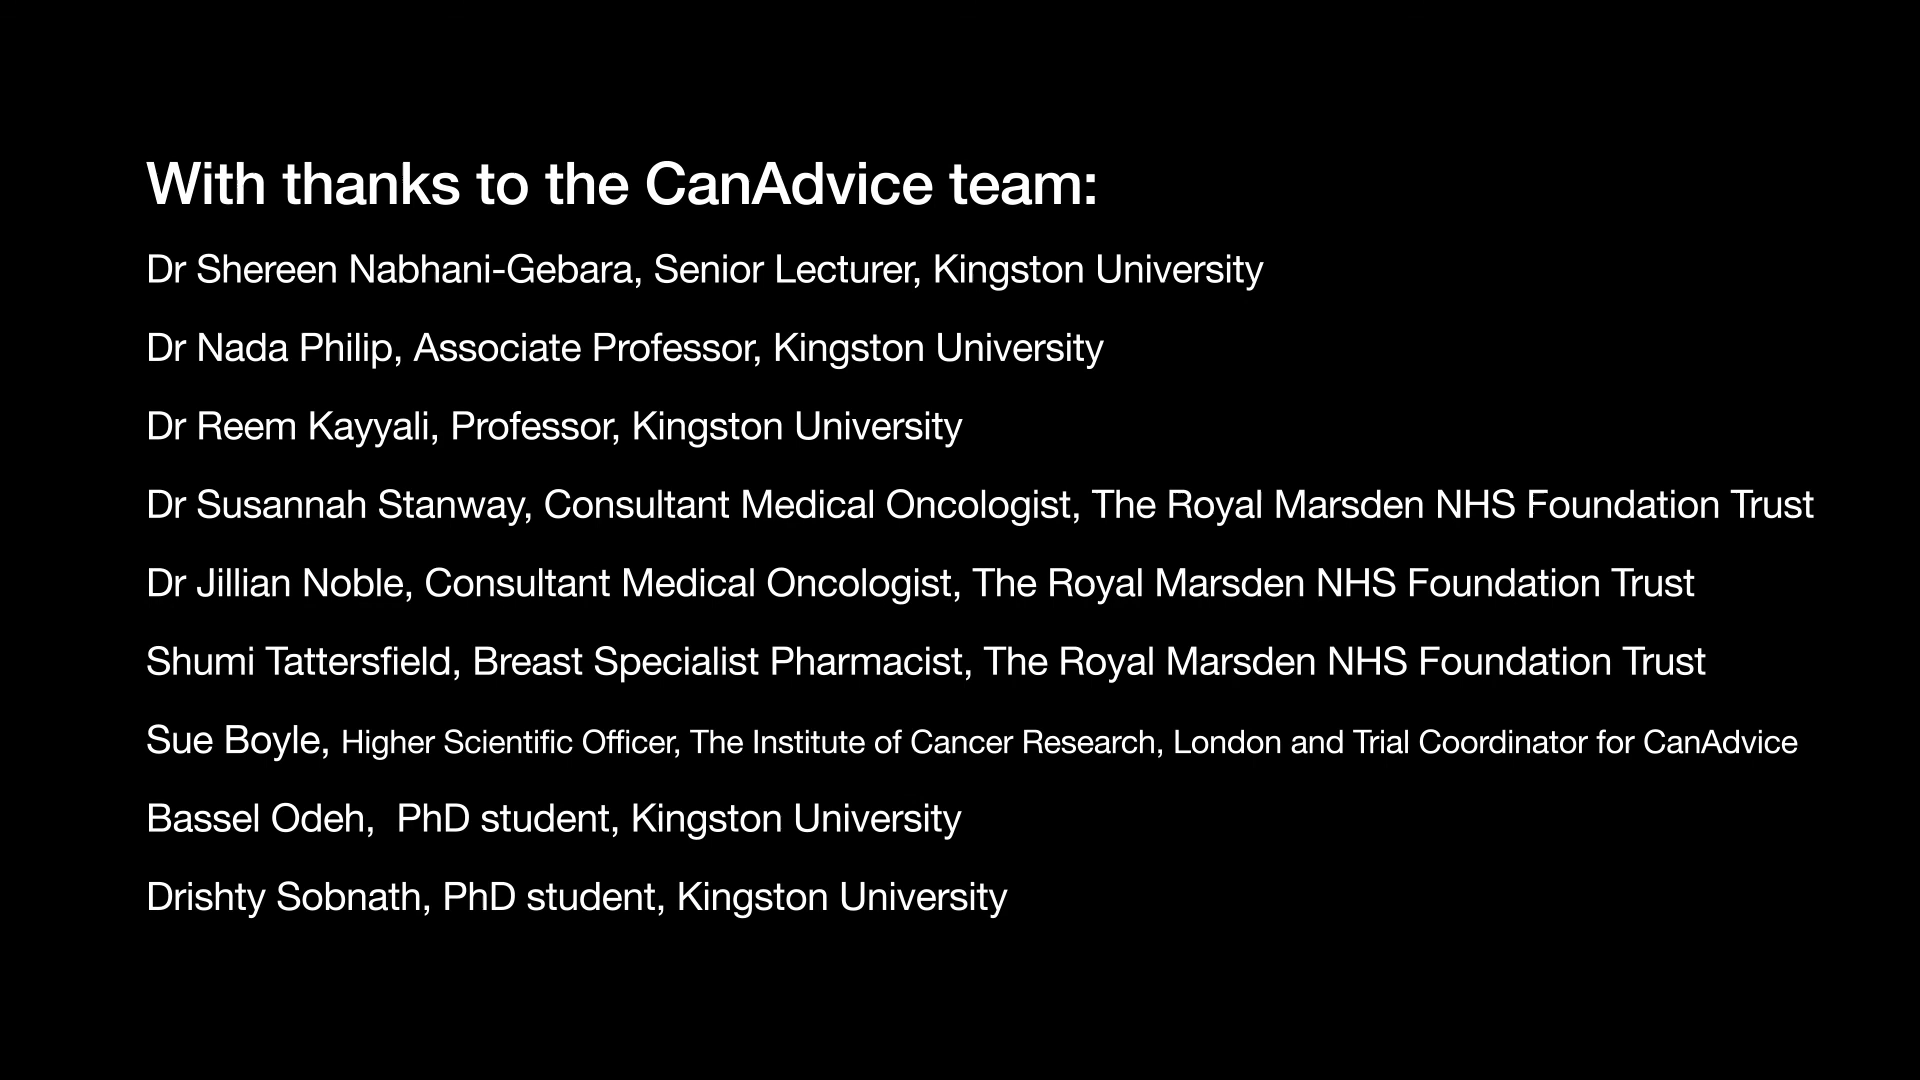 With thanks to the CanAdvice team:
Dr Shereen Nabhani-Gebara, Senior Lecturer, Kingston University
Dr Nada Philip, Associate Professor, Kingston University
Dr Reem Kayyali, Professor, Kingston University
Dr Susannah Stanway, Consultant Medical Oncologist, The Royal Marsden NHS Foundation Trust
Dr Jillian Noble, Consultant Medical Oncologist, The Royal Marsden NHS Foundation Trust
Shumi Tattersfield, Breast Specialist Pharmacist, The Royal Marsden NHS Foundation Trust
Sue Boyle, Higher Scientific Officer, The Institute of Cancer Research, London and Trial Coordinator for CanAdvice
Bassel Odeh,  PhD student, Kingston University
Drishty Sobnath, PhD student, Kingston University